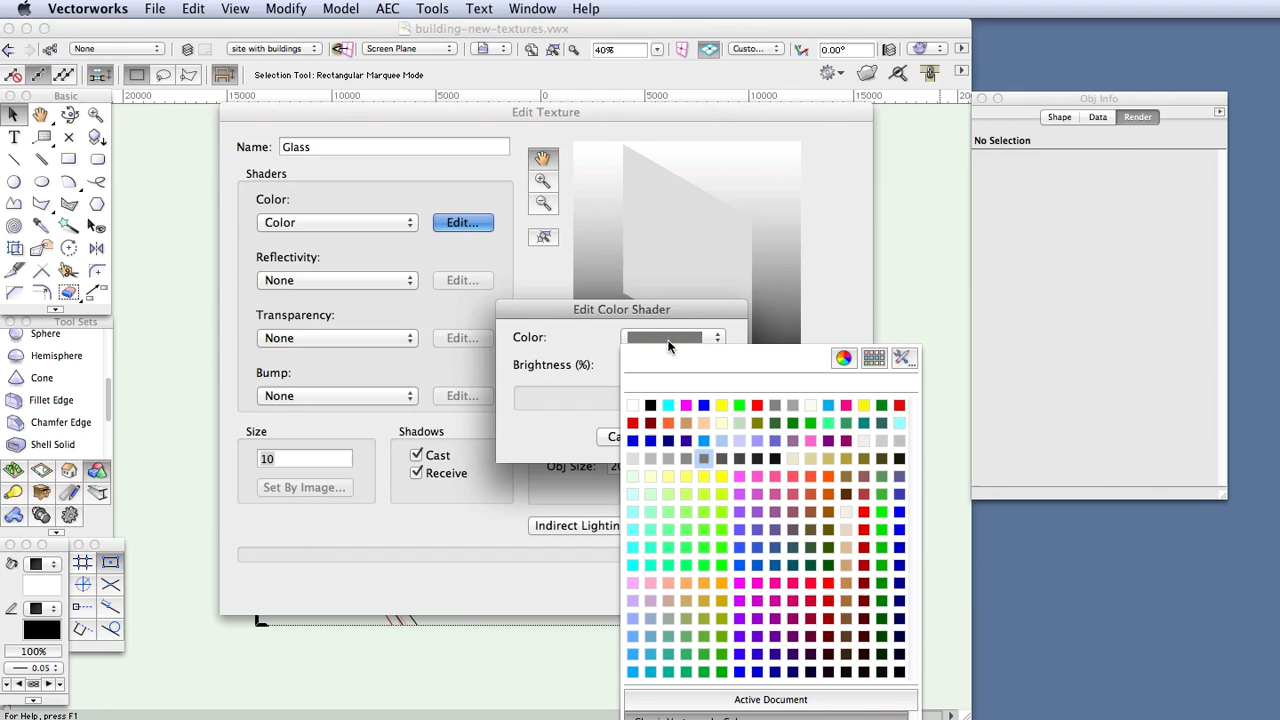 Vectorworks File Edit View Modify Model AEC Tools Text Window Help
building-new-textures.vwx
None
site with buildings
Screen Plane
40%
Custo...
0.00°
Selection Tool: Rectangular Marquee Mode
Basic
20000 15000 10000 5000 5000 10000 15000 20
Obj Info
Shape Data Render
No Selection
Edit Texture
Name: Glass
Shaders
Color:
Color Edit...
Reflectivity:
None Edit...
Transparency:
None Edit...
Bump:
None Edit...
Size
10
Set By Image...
Shadows
Cast
Receive
Obj Size: 20
Indirect Lightin
Edit Color Shader
Color:
Brightness (%):
Ca
Active Document
Tool Sets
Sphere
Hemisphere
Cone
Fillet Edge
Chamfer Edge
Shell Solid
100%
0.05
For Help, press F1